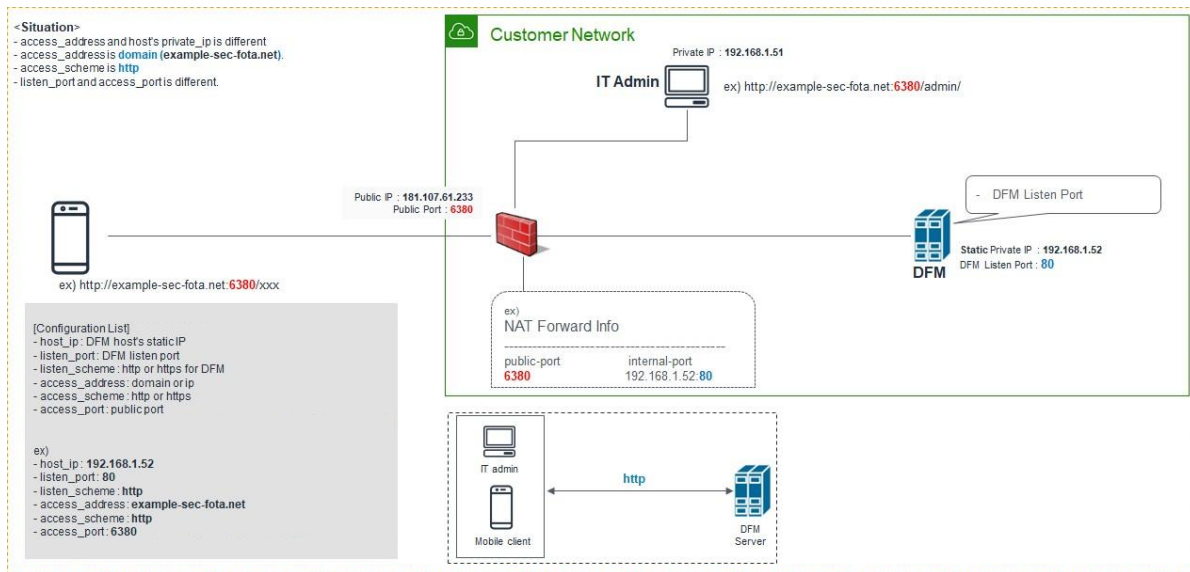 <Situation>
- access_address and host's private_ip is different
- access_address is domain (example-sec-fota.net).
- access_scheme is http
- listen_port and access_port is different.
Customer Network
Private IP : 192.168.1.51
IT Admin
ex) http://example-sec-fota.net:6380/admin/
Public IP : 181.107.61.233
Public Port : 6380
- DFM Listen Port
Static Private IP : 192.168.1.52
DFM Listen Port : 80
DFM
ex) http://example-sec-fota.net:6380/xxx
ex)
NAT Forward Info
public-port internal-port
6380 192.168.1.52:80
[Configuration List]
- host_ip : DFM host's static IP
- listen_port : DFM listen port
- listen_scheme : http or https for DFM
- access_address : domain or ip
- access_scheme : http or https
- access_port : public port
ex)
- host_ip : 192.168.1.52
- listen_port : 80
- listen_scheme : http
- access_address : example-sec-fota.net
- access_scheme : http
- access_port : 6380
IT admin
http
Mobile client
DFM
Server